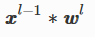 𝒙^{l−1} * 𝒘^l